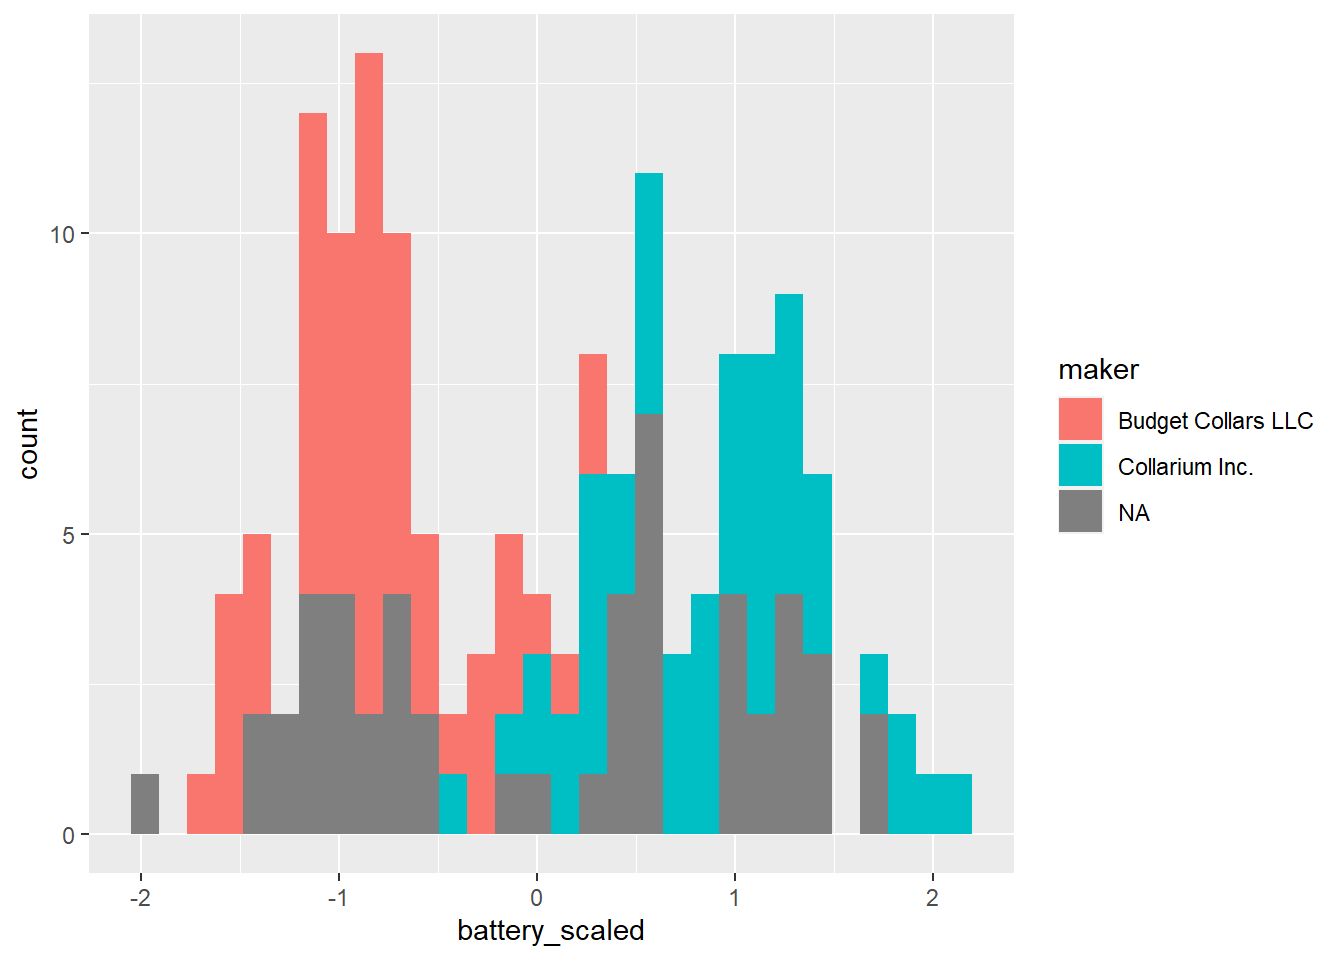 10
5
0
-2
-1
0
1
2
battery_scaled
count
maker
Budget Collars LLC
Collarium Inc.
NA